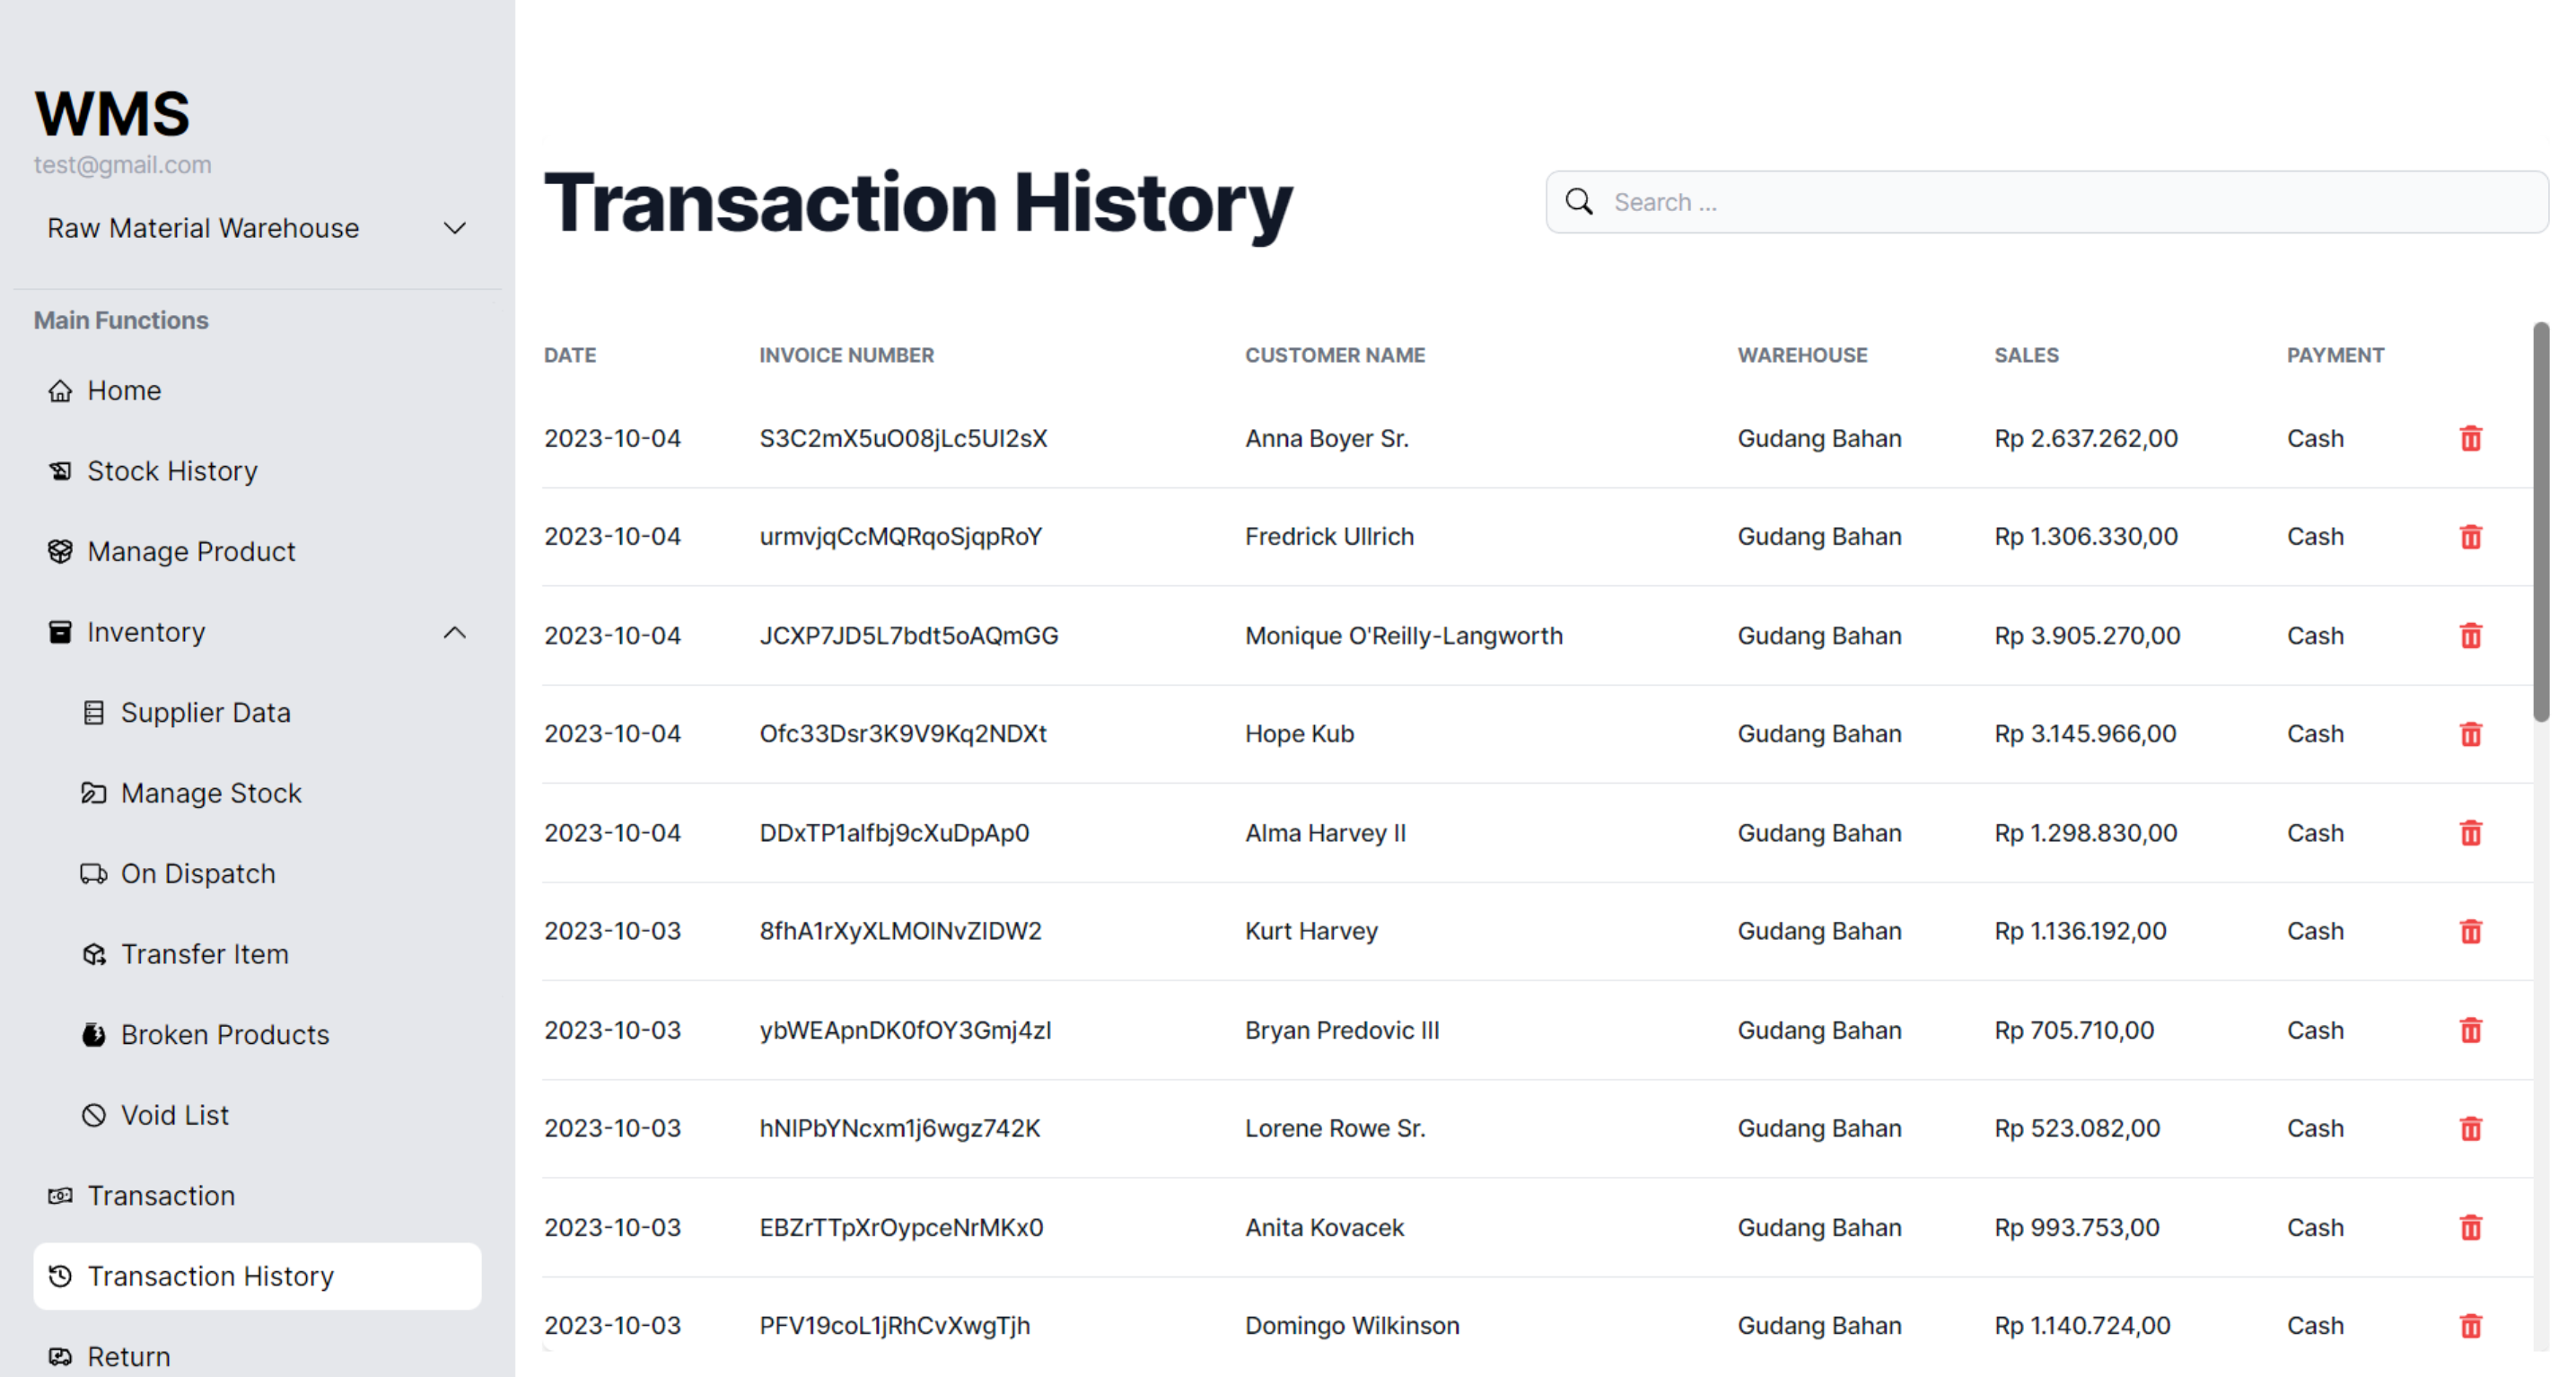 WMS
test@gmail.com
Raw Material Warehouse
Main Functions
Home
Stock History
Manage Product
Inventory
Supplier Data
Manage Stock
On Dispatch
Transfer Item
Broken Products
Void List
Transaction
Transaction History
Return
Transaction History
Search ...
DATE INVOICE NUMBER CUSTOMER NAME WAREHOUSE SALES PAYMENT
2023-10-04 S3C2mX5uO08jLc5UI2sX Anna Boyer Sr. Gudang Bahan Rp 2.637.262,00 Cash
2023-10-04 urmvjqCcMQRqoSjqpRoY Fredrick Ullrich Gudang Bahan Rp 1.306.330,00 Cash
2023-10-04 JCXP7JD5L7bdt5oAQmGG Monique O'Reilly-Langworth Gudang Bahan Rp 3.905.270,00 Cash
2023-10-04 Ofc33Dsr3K9V9Kq2NDXt Hope Kub Gudang Bahan Rp 3.145.966,00 Cash
2023-10-04 DDxTP1alfbj9cXuDpAp0 Alma Harvey II Gudang Bahan Rp 1.298.830,00 Cash
2023-10-03 8fhA1rXyXLMOINvZIDW2 Kurt Harvey Gudang Bahan Rp 1.136.192,00 Cash
2023-10-03 ybWEApnDK0fOY3Gmj4zI Bryan Predovic III Gudang Bahan Rp 705.710,00 Cash
2023-10-03 hNIPbYNcxm1j6wgz742K Lorene Rowe Sr. Gudang Bahan Rp 523.082,00 Cash
2023-10-03 EBZrTTpXrOypceNrMKx0 Anita Kovacek Gudang Bahan Rp 993.753,00 Cash
2023-10-03 PFV19coL1jRhCvXwgTjh Domingo Wilkinson Gudang Bahan Rp 1.140.724,00 Cash